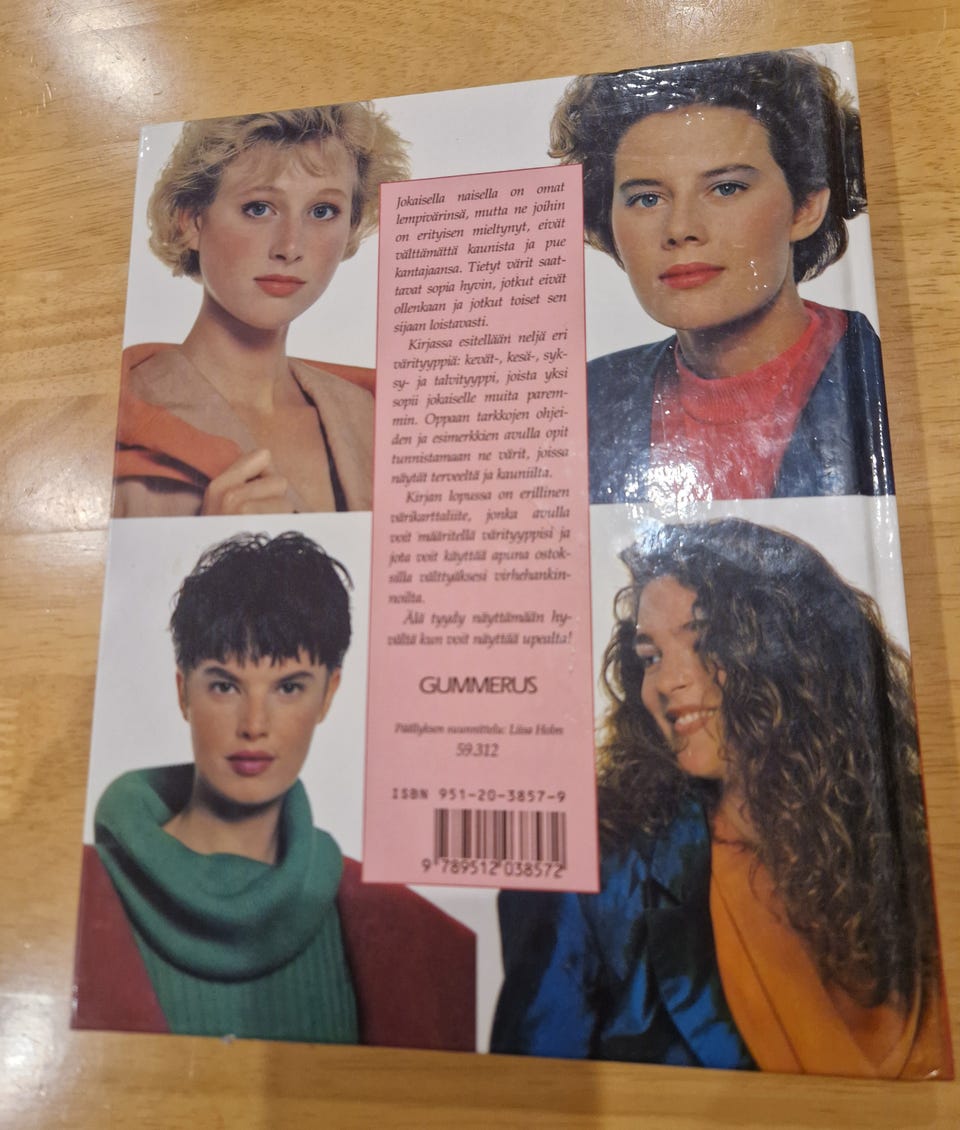 Jokaisella naisella on omat
lempivärinsä, mutta ne joihin
on erityisen mieltynyt, eivät
välttämättä kaunista ja pue
kantajaansa. Tietyt värit saat-
tavat sopia hyvin, jotkut eivät
ollenkaan ja jotkut toiset sen
sijaan loistavasti.
Kirjassa esitellään neljä eri
värityyppiä: kevät-, kesä-, syk-
sy- ja talvityyppi, joista yksi
sopii jokaiselle muita parem-
min. Oppaan tarkkojen ohjei-
den ja esimerkkien avulla opit
tunnistamaan ne värit, joissa
näytät terveeltä ja kauniilta.
Kirjan lopussa on erillinen
värikarttaliite, jonka avulla
voit määritellä värityyppisi ja
jota voit käyttää apuna ostok-
silla välttyäksesi virhehankin-
noilta.
Älä tyydy näyttämään hy-
vältä kun voit näyttää upealta!
GUMMERUS
Päällyksen suunnittelu: Liisa Holm
59.312
ISBN 951-20-3857-9
9 789512 038572